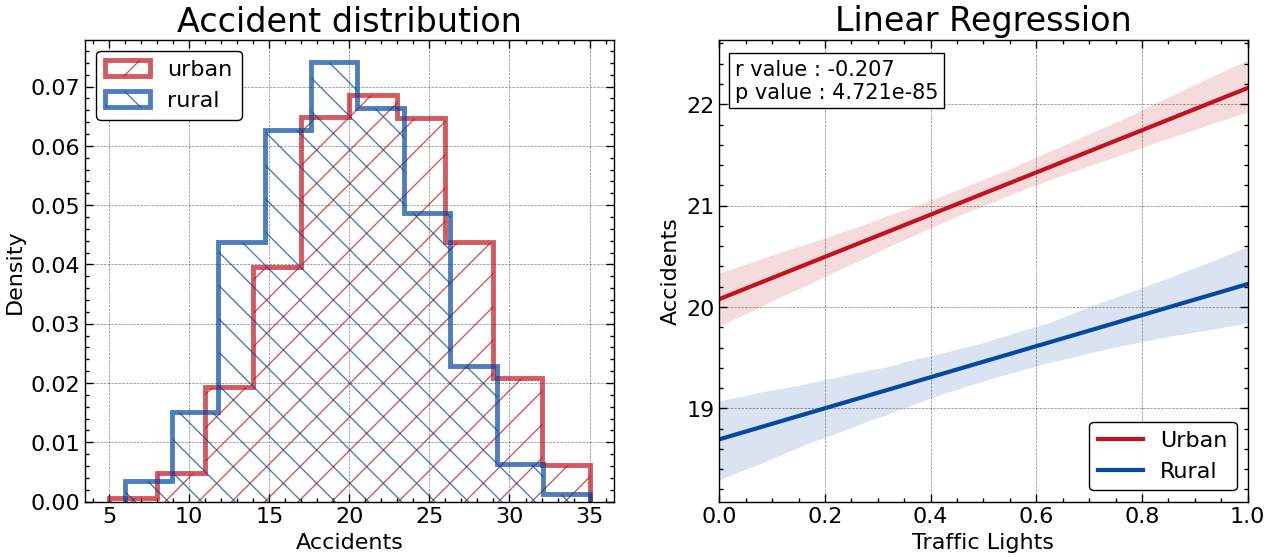 Accident distribution
urban
rural
0.07
0.06
0.05
0.04
0.03
0.02
0.01
0.00
Density
5 10 15 20 25 30 35
Accidents
Linear Regression
r value : -0.207
p value : 4.721e-85
22
21
20
19
Accidents
Urban
Rural
0.0 0.2 0.4 0.6 0.8 1.0
Traffic Lights